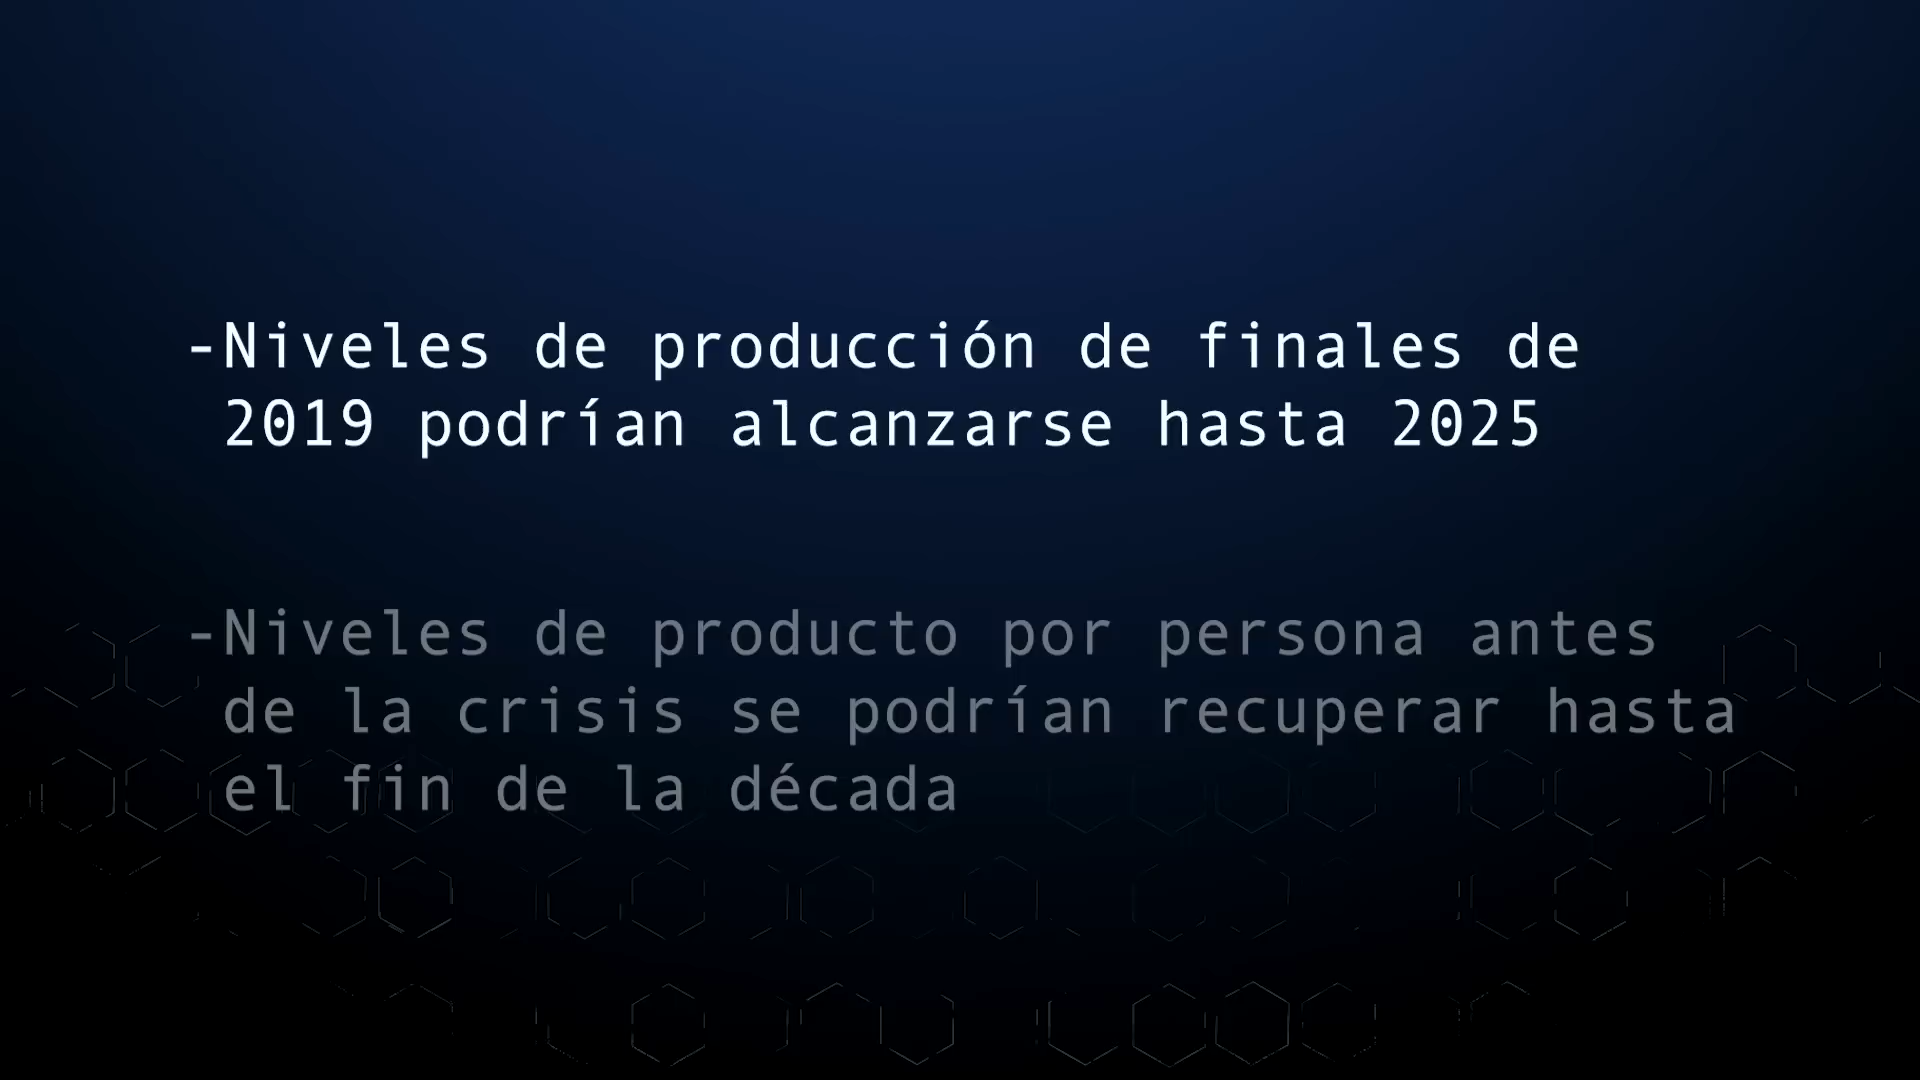 -Niveles de producción de finales de
2019 podrían alcanzarse hasta 2025
-Niveles de producto por persona antes
de la crisis se podrían recuperar hasta
el fin de la década